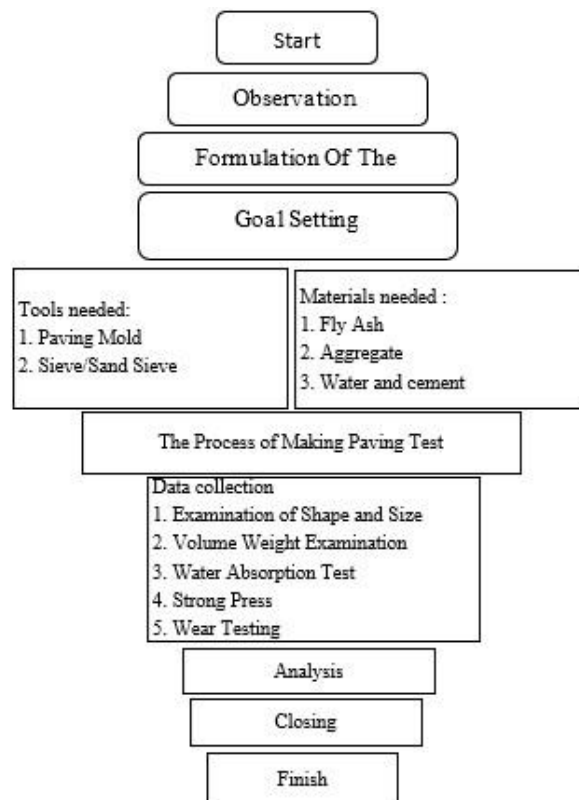 Start
Observation
Formulation Of The
Goal Setting
Tools needed:
1. Paving Mold
2. Sieve/Sand Sieve
Materials needed :
1. Fly Ash
2. Aggregate
3. Water and cement
The Process of Making Paving Test
Data collection
1. Examination of Shape and Size
2. Volume Weight Examination
3. Water Absorption Test
4. Strong Press
5. Wear Testing
Analysis
Closing
Finish